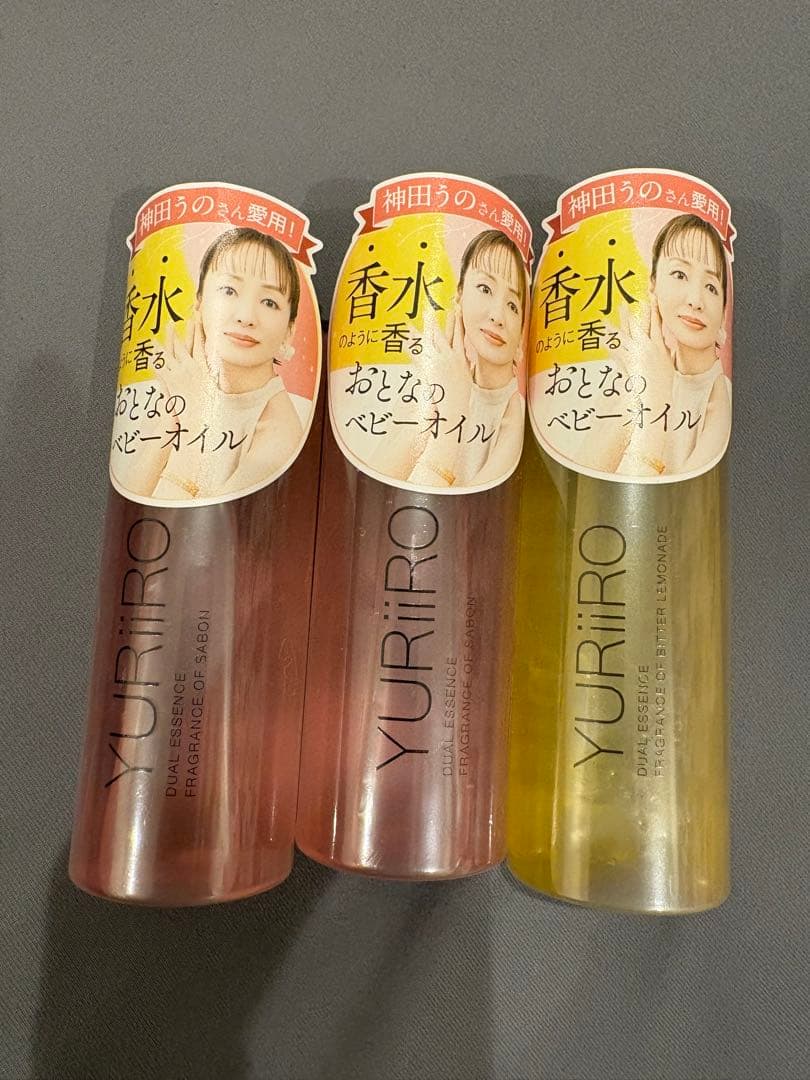 神田うのさん愛用!
香水
ように香る
おとなの
ベビーオイル
YURiiRO
DUAL ESSENCE
FRAGRANCE OF SABON
神田うのさん愛用!
香水
のように香る
おとなの
ベビーオイル
YURiiRO
DUAL ESSENCE
FRAGRANCE OF SABON
神田うのさん愛用!
香水
のように香る
おとなの
ベビーオイル
YURiiRO
DUAL ESSENCE
FRAGRANCE OF BITTER LEMONADE